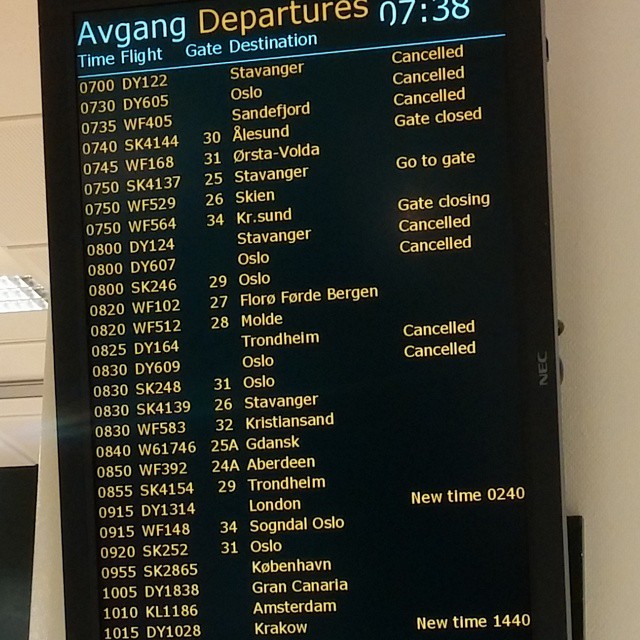 Avgang Departures 07:38
Time Flight Gate Destination
0700 DY122 Stavanger Cancelled
0730 DY605 Oslo Cancelled
0735 WF405 Sandefjord Cancelled
0740 SK4144 30 Ålesund Gate closed
0745 WF168 31 Ørsta-Volda
0750 SK4137 25 Stavanger Go to gate
0750 WF529 26 Skien
0750 WF564 34 Kr.sund Gate closing
0800 DY124 Stavanger Cancelled
0800 DY607 Oslo Cancelled
0800 SK246 29 Oslo
0820 WF102 27 Florø Førde Bergen
0820 WF512 28 Molde
0825 DY164 Trondheim Cancelled
0830 DY609 Oslo Cancelled
0830 SK248 31 Oslo
0830 SK4139 26 Stavanger
0830 WF583 32 Kristiansand
0840 W61746 25A Gdansk
0850 WF392 24A Aberdeen
0855 SK4154 29 Trondheim
0915 DY1314 London New time 0240
0915 WF148 34 Sogndal Oslo
0920 SK252 31 Oslo
0955 SK2865 København
1005 DY1838 Gran Canaria
1010 KL1186 Amsterdam
1015 DY1028 Krakow New time 1440
NEC